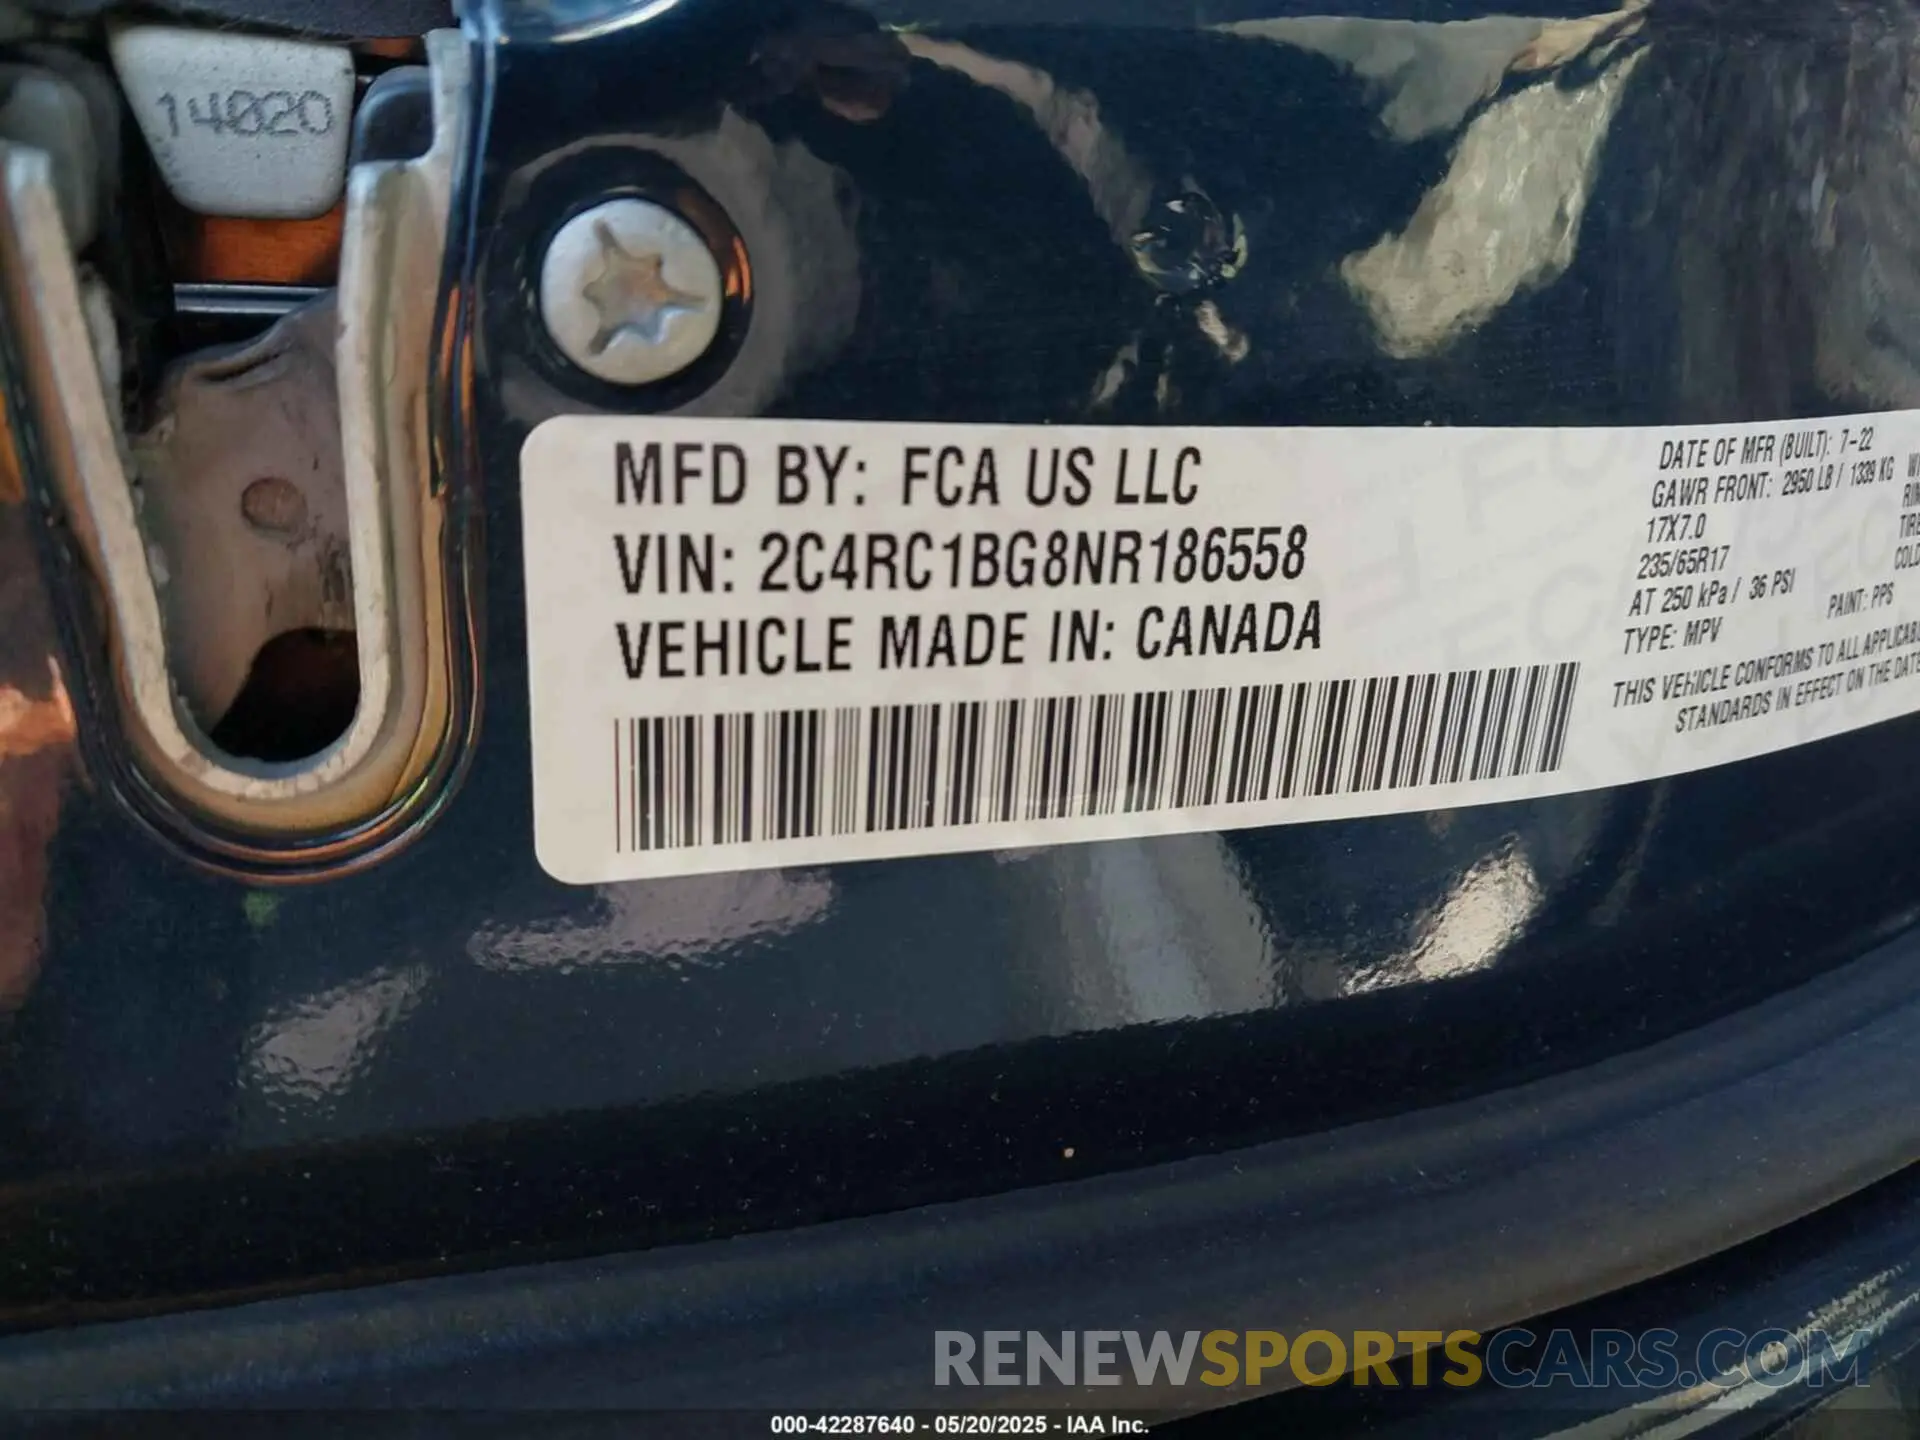 14020
MFD BY: FCA US LLC
VIN: 2C4RC1BG8NR186558
VEHICLE MADE IN: CANADA
DATE OF MFR (BUILT): 7-22
GAWR FRONT: 2950 LB / 1339 KG
17X7.0
235/65R17
AT 250 kPa / 36 PSI
TYPE: MPV PAINT: PPS
THIS VEHICLE CONFORMS TO ALL
STANDARDS IN EFFECT ON THE DATE
RENEWSPORTSCARS.COM
000-42287640 - 05/20/2025 - IAA Inc.